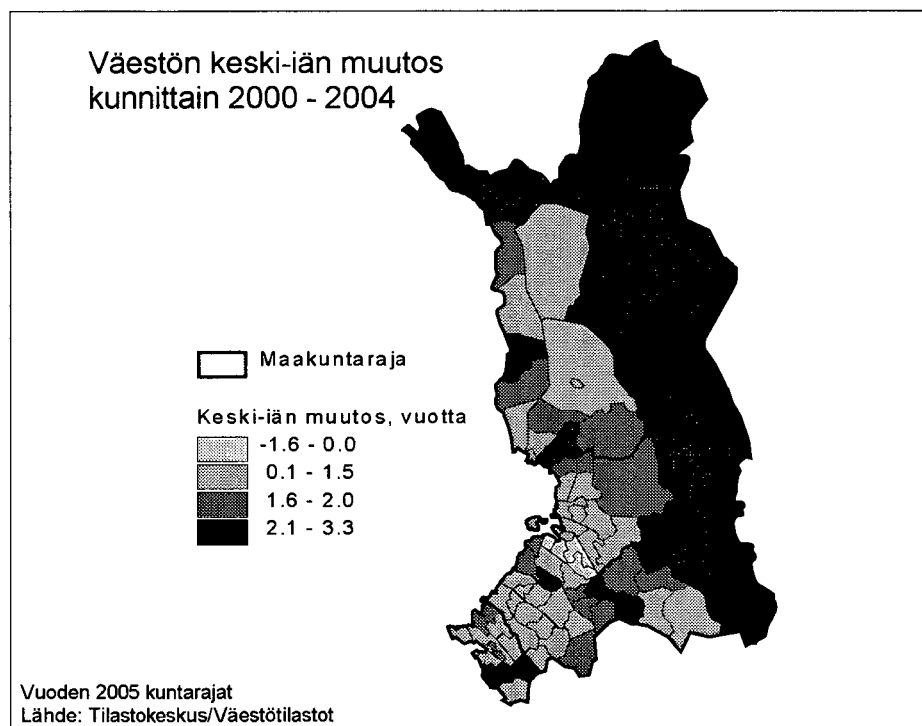 Väestön keski-iän muutos
kunnittain 2000 - 2004
Maakuntaraja
Keski-iän muutos, vuotta
-1.6 - 0.0
0.1 - 1.5
1.6 - 2.0
2.1 - 3.3
Vuoden 2005 kuntarajat
Lähde: Tilastokeskus/Väestötilastot